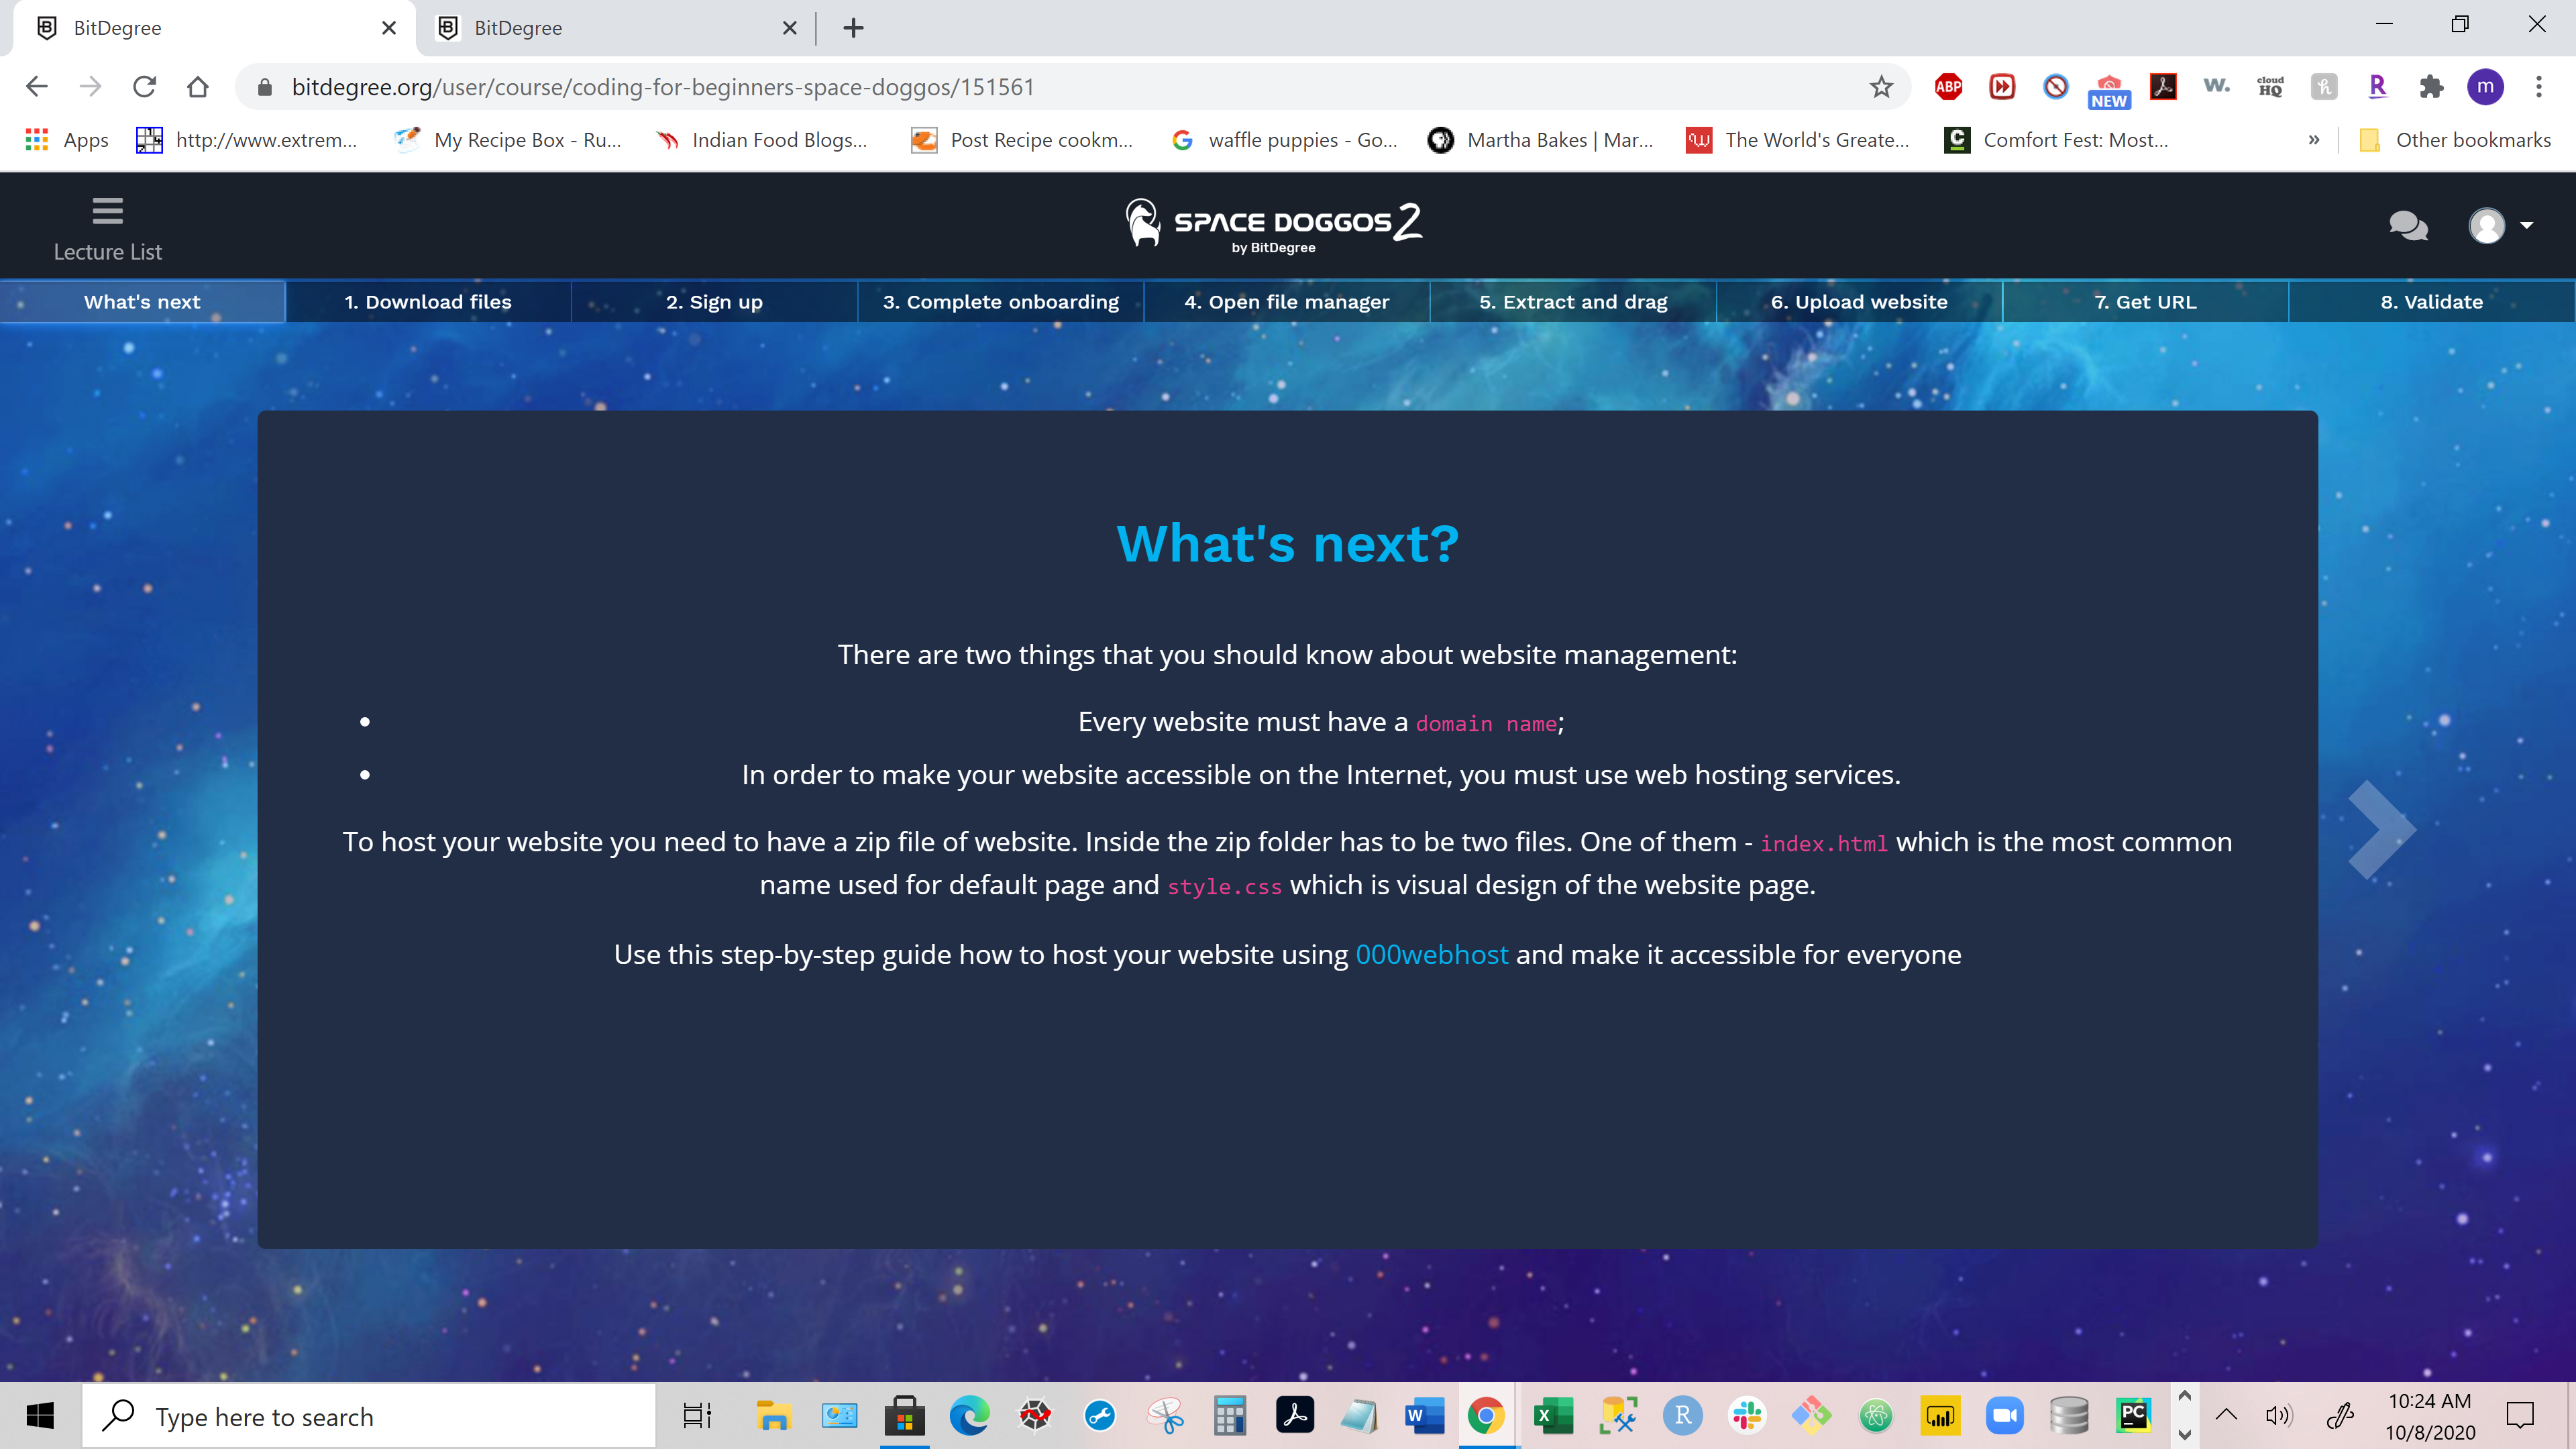 BitDegree
BitDegree
bitdegree.org/user/course/coding-for-beginners-space-doggos/151561
ABP
NEW
w.
cloud HQ
h
R
m
Apps
http://www.extrem...
My Recipe Box - Ru...
Indian Food Blogs...
Post Recipe cookm...
waffle puppies - Go...
Martha Bakes | Mar...
The World's Greate...
Comfort Fest: Most...
»
Other bookmarks
Lecture List
SPACE DOGGOS 2
by BitDegree
What's next
1. Download files
2. Sign up
3. Complete onboarding
4. Open file manager
5. Extract and drag
6. Upload website
7. Get URL
8. Validate
What's next?
There are two things that you should know about website management:
• Every website must have a domain name;
• In order to make your website accessible on the Internet, you must use web hosting services.
To host your website you need to have a zip file of website. Inside the zip folder has to be two files. One of them - index.html which is the most common
name used for default page and style.css which is visual design of the website page.
Use this step-by-step guide how to host your website using 000webhost and make it accessible for everyone
Type here to search
W
X
R
PC
10:24 AM
10/8/2020